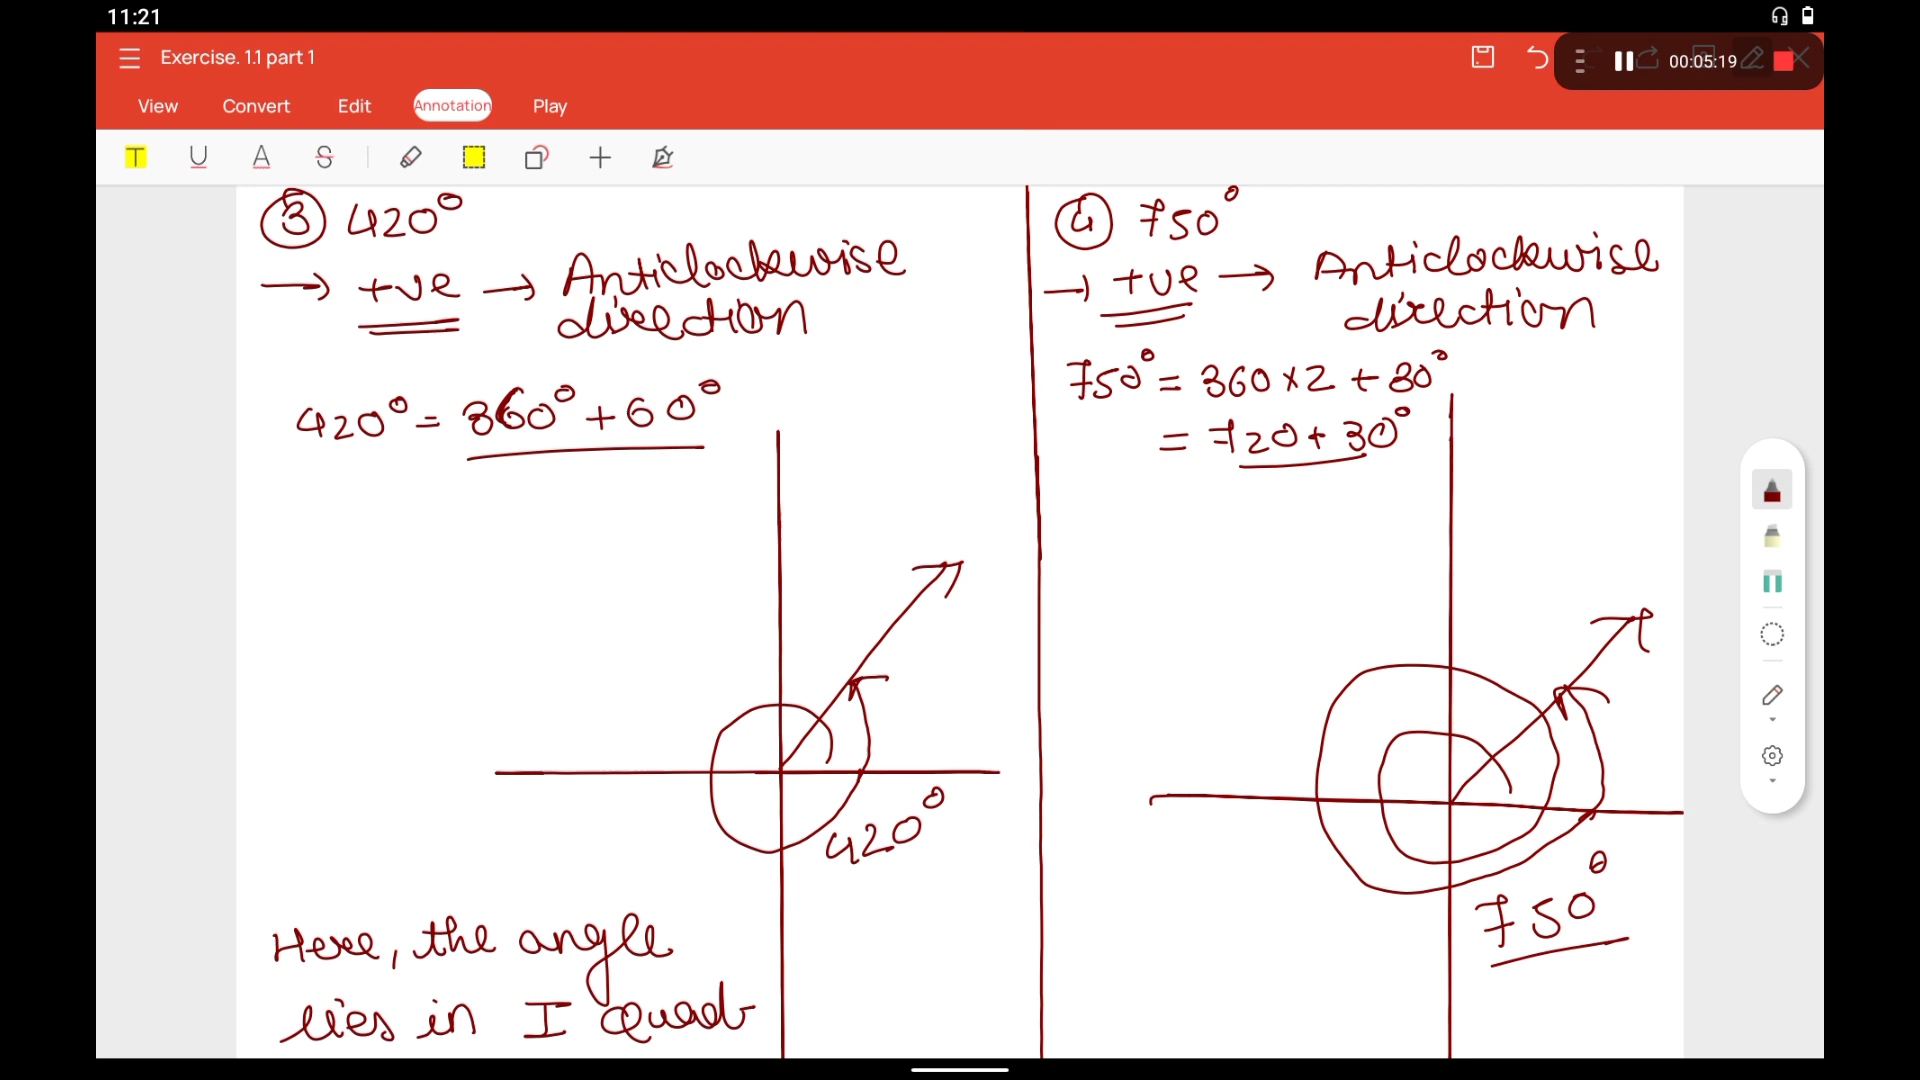 11:21
Exercise. 1.1 part 1
00:05:19
View Convert Edit Annotation Play
T U A S
③ 420°
→ +ve → Anticlockwise
direction
420° = 360° + 60°
420°
Here, the angle
lies in I Quad
④ 750°
→ +ve → Anticlockwise
direction
750° = 360 × 2 + 30°
= 720 + 30°
750°